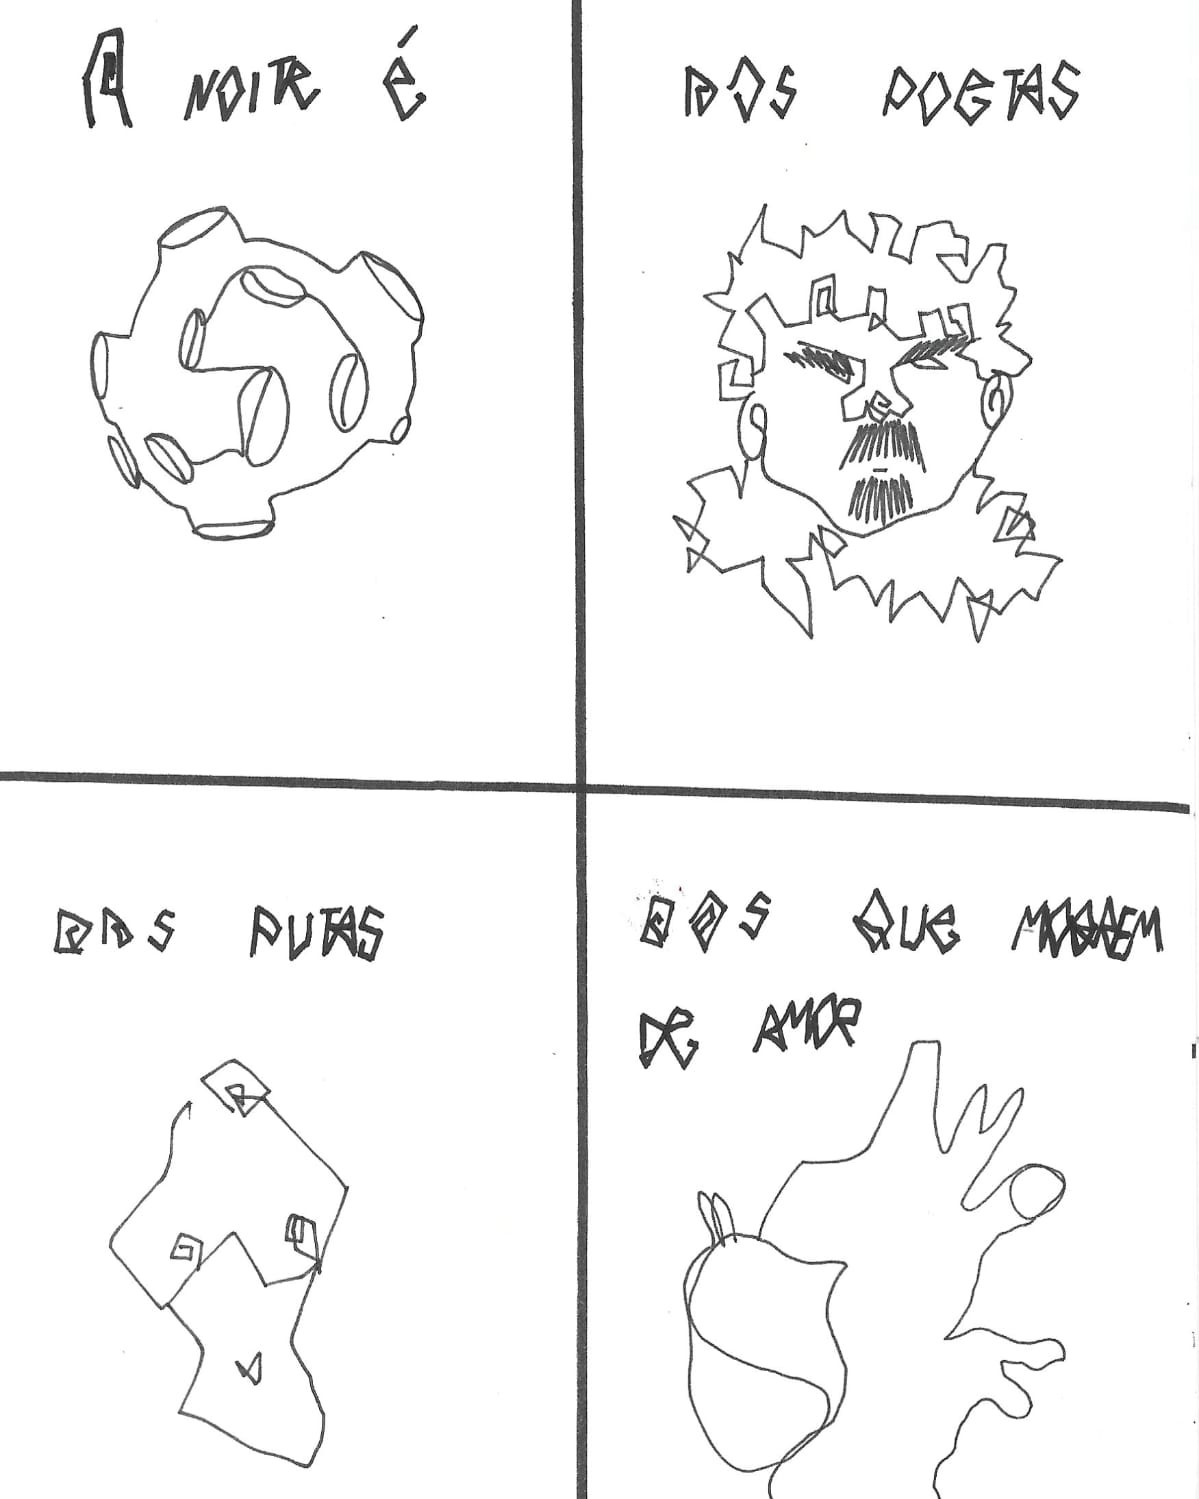 A NOITE É
DOS POETAS
DAS PUTAS
DOS QUE MORREM
DE AMOR